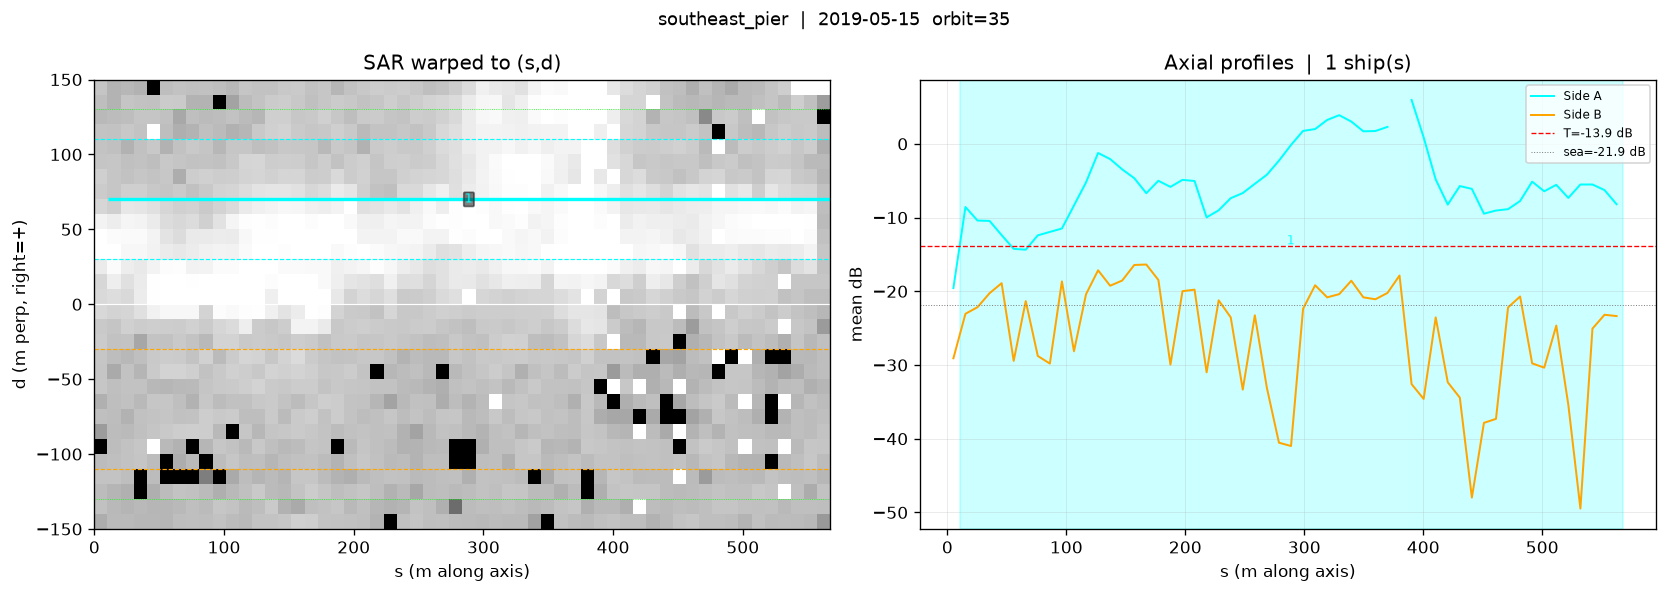 southeast_pier | 2019-05-15 orbit=35
SAR warped to (s,d)
150
100
50
0
−50
−100
−150
d (m perp, right=+)
1
0
100
200
300
400
500
s (m along axis)
Axial profiles | 1 ship(s)
0
−10
−20
−30
−40
−50
mean dB
Side A
Side B
T=-13.9 dB
sea=-21.9 dB
1
0
100
200
300
400
500
s (m along axis)